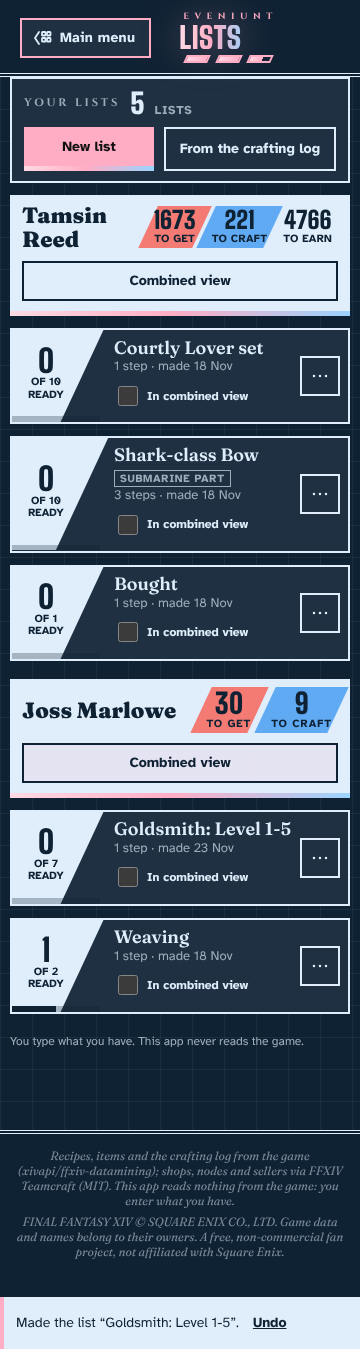 Main menu
EVENIUNT
LISTS
YOUR LISTS 5 LISTS
New list
From the crafting log
Tamsin Reed
1673 TO GET
221 TO CRAFT
4766 TO EARN
Combined view
0 OF 10 READY
Courtly Lover set
1 step · made 18 Nov
In combined view
...
0 OF 10 READY
Shark-class Bow
SUBMARINE PART
3 steps · made 18 Nov
In combined view
...
0 OF 1 READY
Bought
1 step · made 18 Nov
In combined view
...
Joss Marlowe
30 TO GET
9 TO CRAFT
Combined view
0 OF 7 READY
Goldsmith: Level 1-5
1 step · made 23 Nov
In combined view
...
1 OF 2 READY
Weaving
1 step · made 18 Nov
In combined view
...
You type what you have. This app never reads the game.
Recipes, items and the crafting log from the game
(xivapi/ffxiv-datamining); shops, nodes and sellers via FFXIV
Teamcraft (MIT). This app reads nothing from the game: you
enter what you have.
FINAL FANTASY XIV © SQUARE ENIX CO., LTD. Game data
and names belong to their owners. A free, non-commercial fan
project, not affiliated with Square Enix.
Made the list “Goldsmith: Level 1-5”. Undo